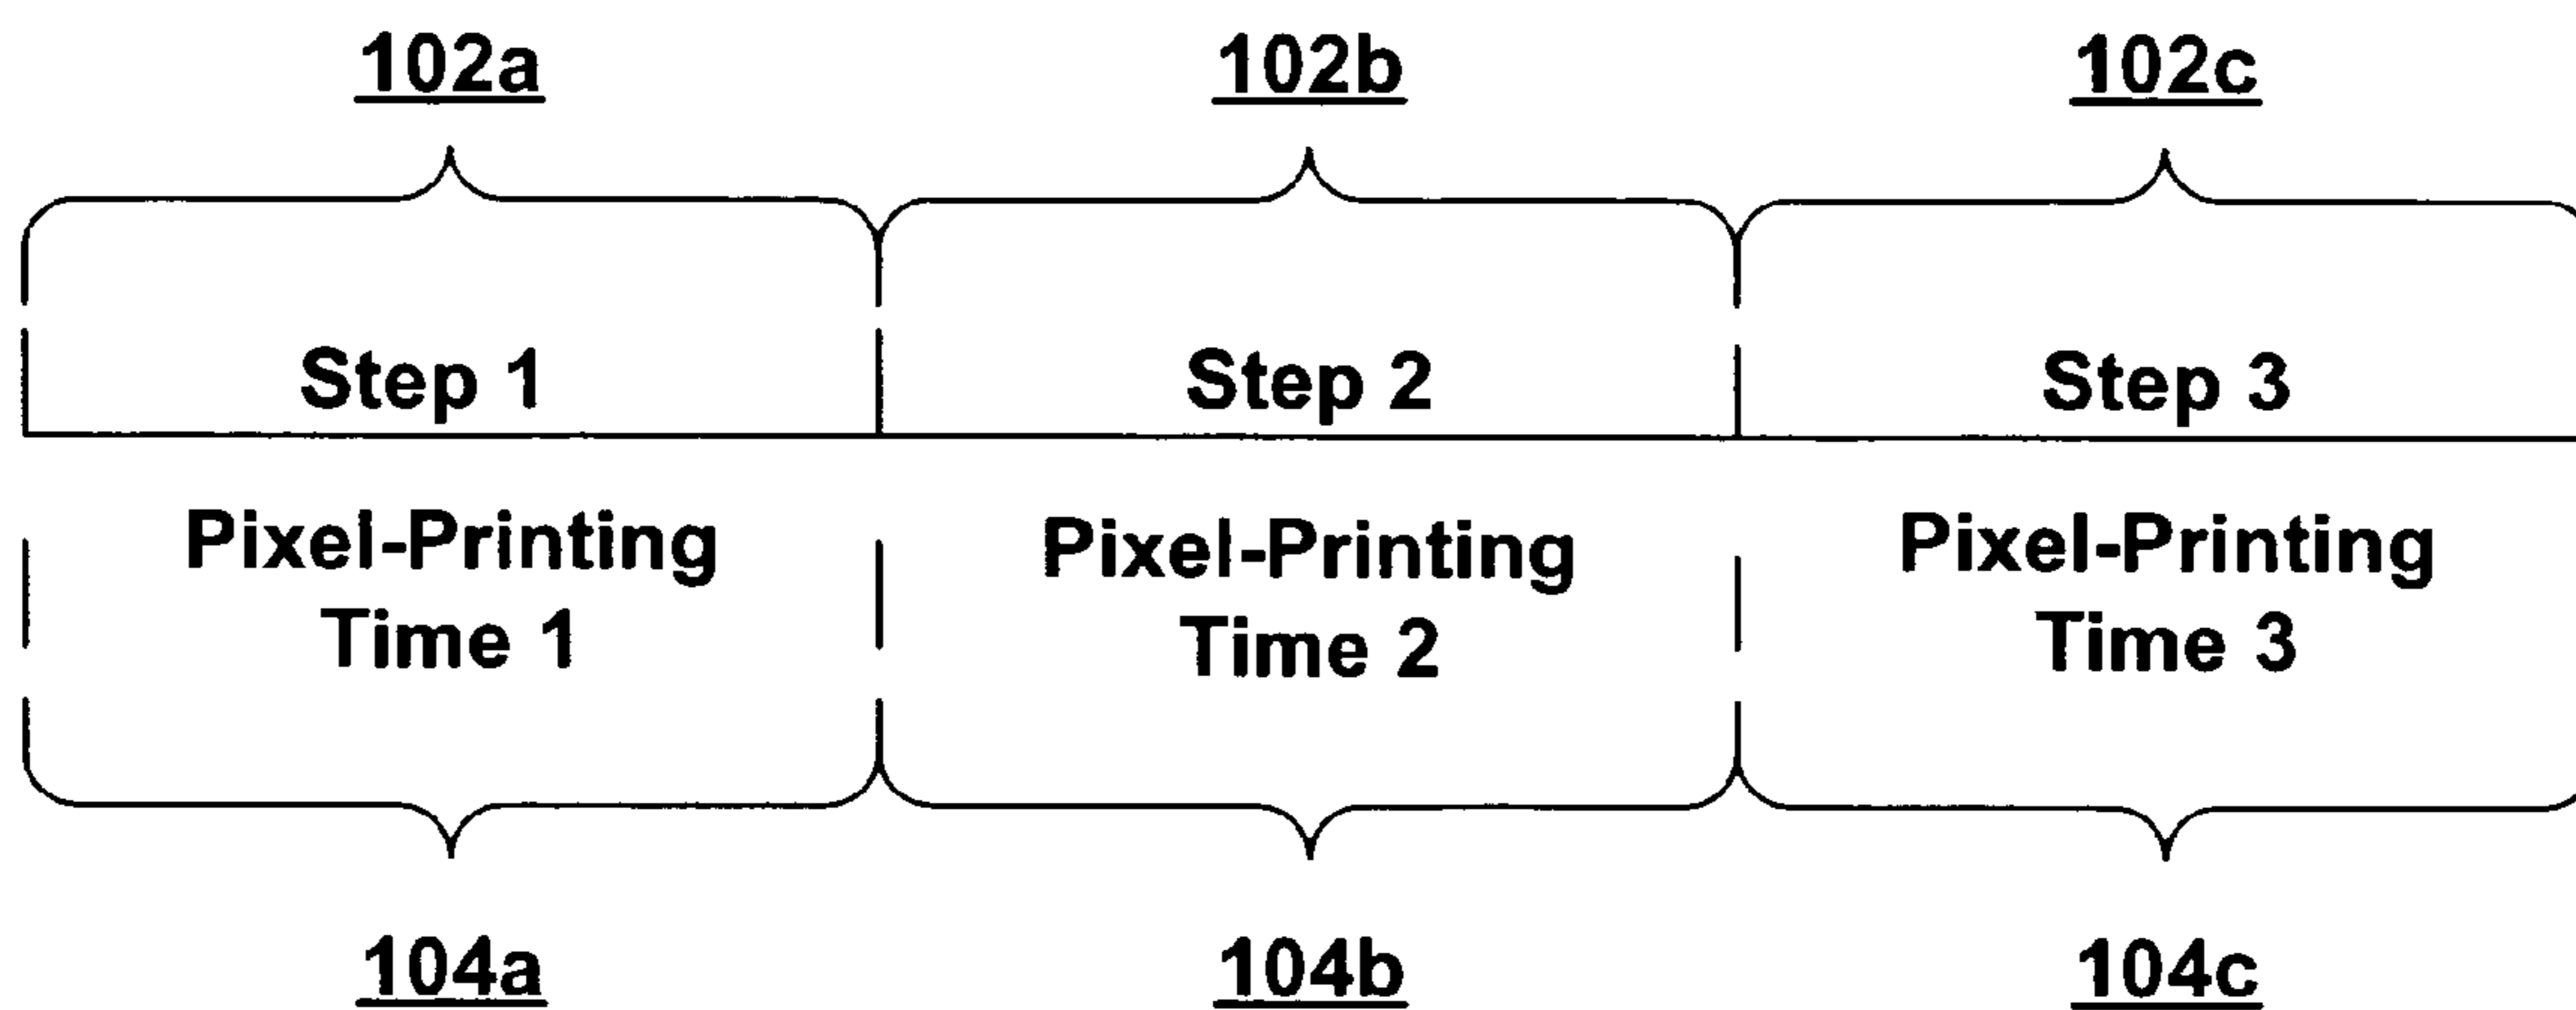 102a 102b 102c
Step 1 Step 2 Step 3
Pixel-Printing Pixel-Printing Pixel-Printing
Time 1 Time 2 Time 3
104a 104b 104c